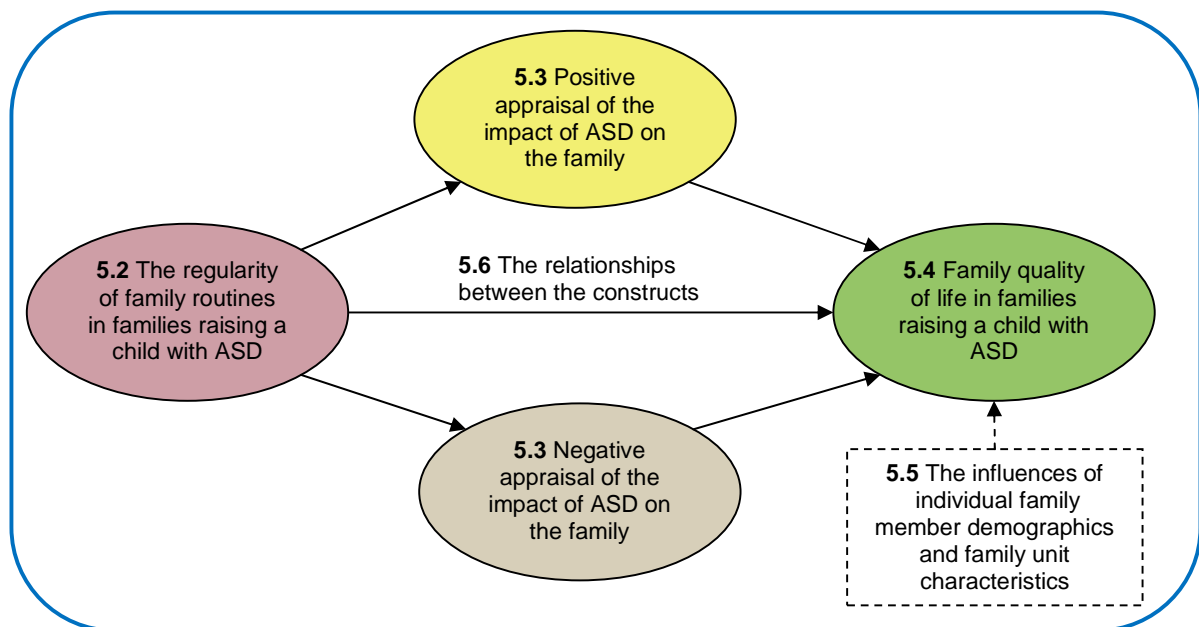 5.3 Positive
appraisal of the
impact of ASD on
the family
5.2 The regularity
of family routines
in families raising a
child with ASD
5.6 The relationships
between the constructs
5.4 Family quality
of life in families
raising a child with
ASD
5.3 Negative
appraisal of the
impact of ASD on
the family
5.5 The influences of
individual family
member demographics
and family unit
characteristics